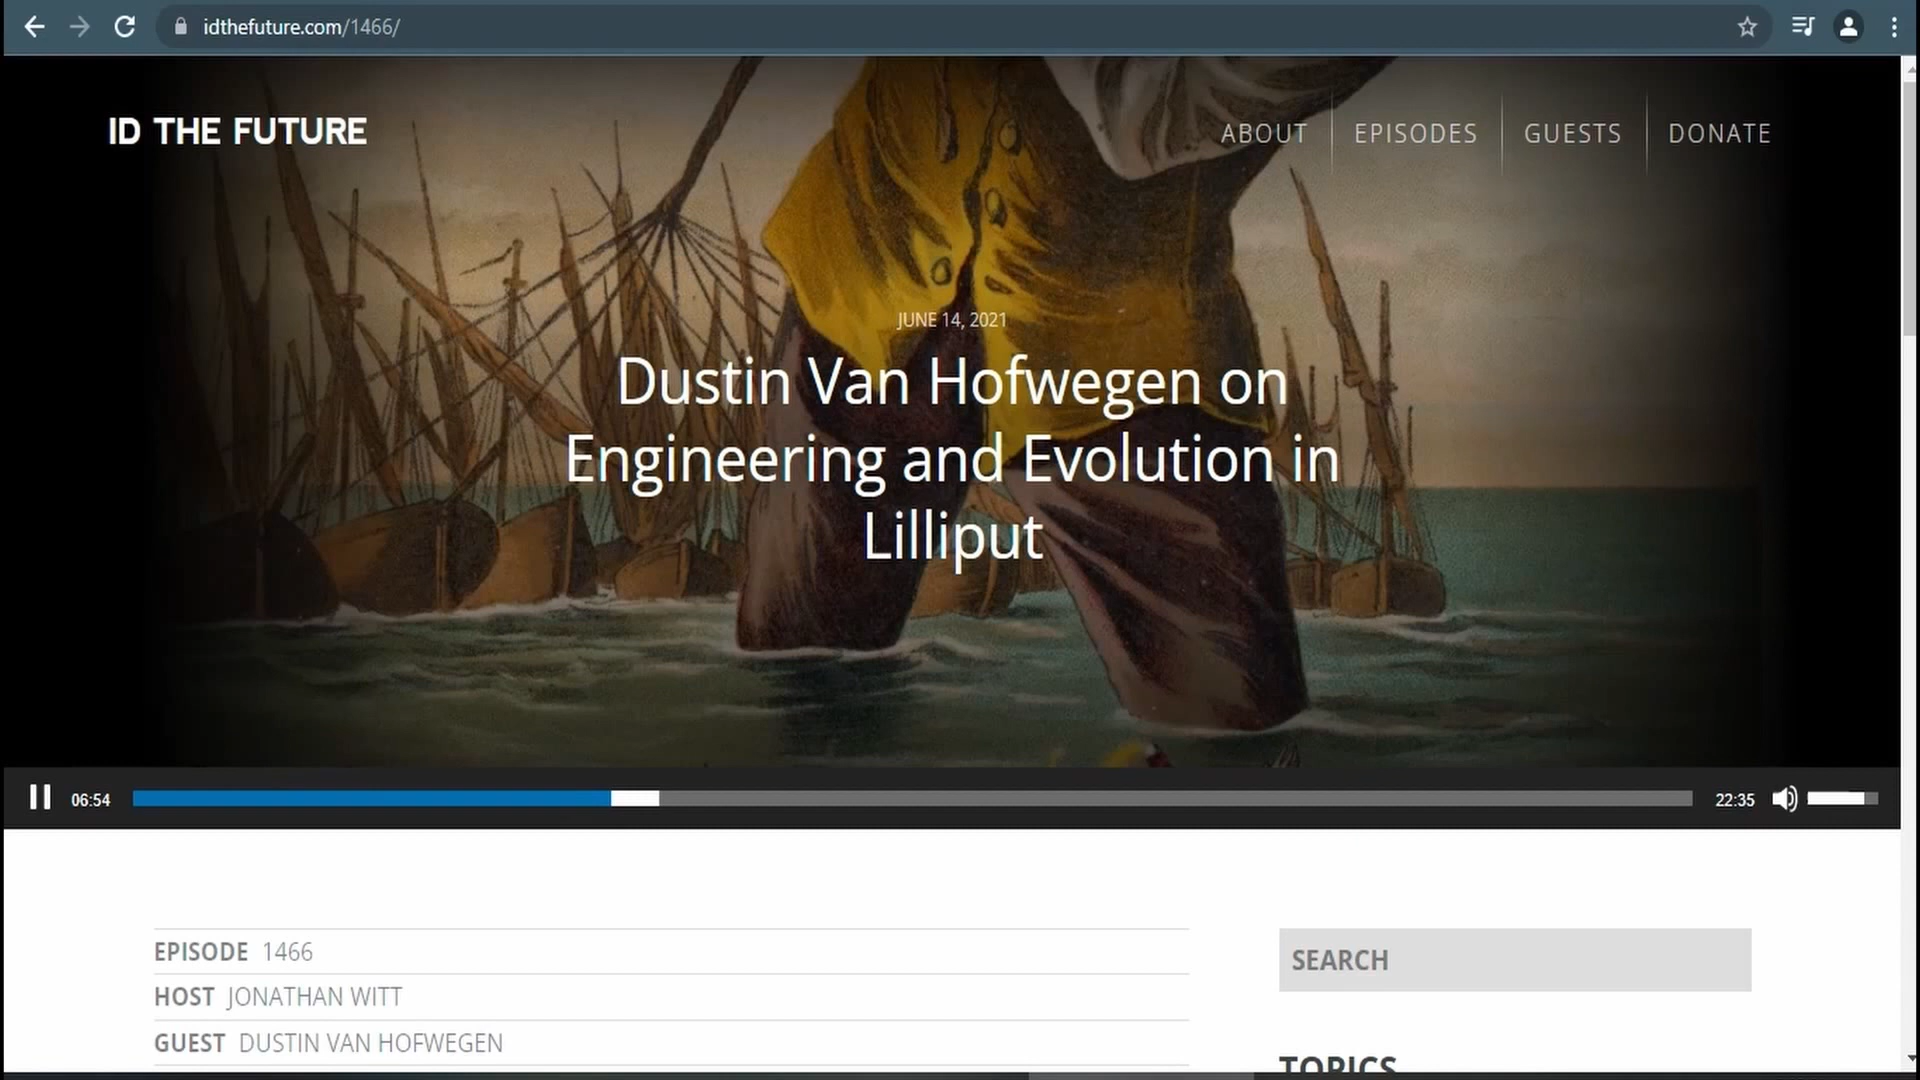 idthefuture.com/1466/
ID THE FUTURE
ABOUT
EPISODES
GUESTS
DONATE
JUNE 14, 2021
Dustin Van Hofwegen on
Engineering and Evolution in
Lilliput
06:54
22:35
EPISODE 1466
HOST JONATHAN WITT
GUEST DUSTIN VAN HOFWEGEN
SEARCH
TOPICS